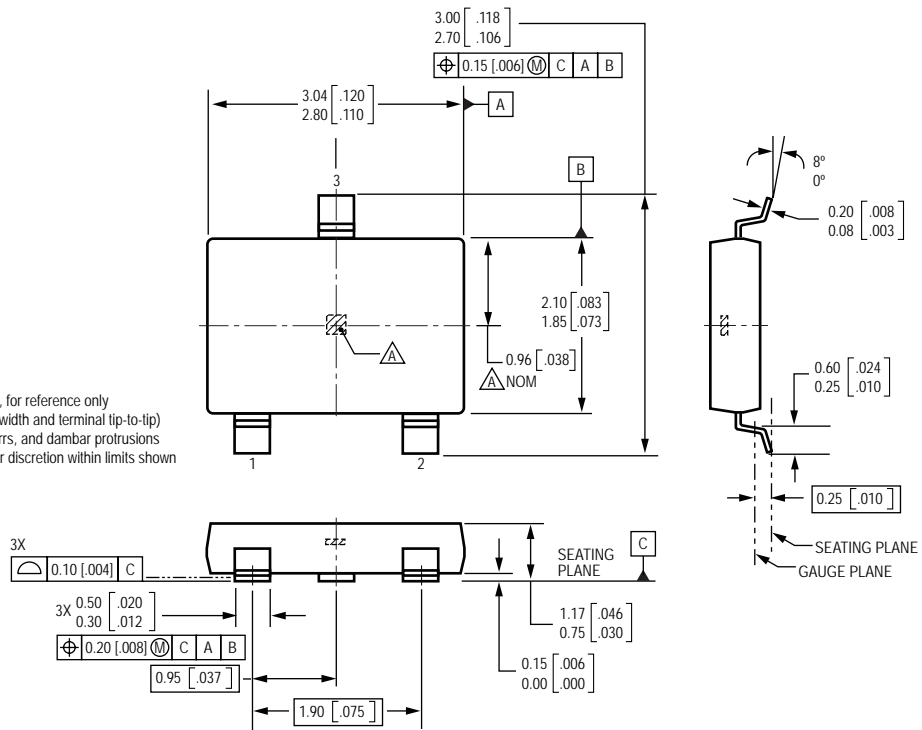 3.00 [ .118
2.70 [ .106
⌖ 0.15 [.006] Ⓜ C A B
3.04 [ .120 ]
2.80 [ .110 ]
A
3
B
8º
0º
0.20 [ .008 ]
0.08 [ .003 ]
2.10 [ .083 ]
1.85 [ .073 ]
A
0.96 [ .038 ]
A NOM
0.60 [ .024 ]
0.25 [ .010 ]
, for reference only
width and terminal tip-to-tip)
rrs, and dambar protrusions
r discretion within limits shown
1
2
0.25 [ .010 ]
SEATING PLANE
GAUGE PLANE
3X
⌓ 0.10 [.004] C
SEATING
PLANE
C
3X 0.50 [ .020 ]
0.30 [ .012 ]
⌖ 0.20 [.008] Ⓜ C A B
1.17 [ .046 ]
0.75 [ .030 ]
0.15 [ .006 ]
0.00 [ .000 ]
0.95 [ .037 ]
1.90 [ .075 ]